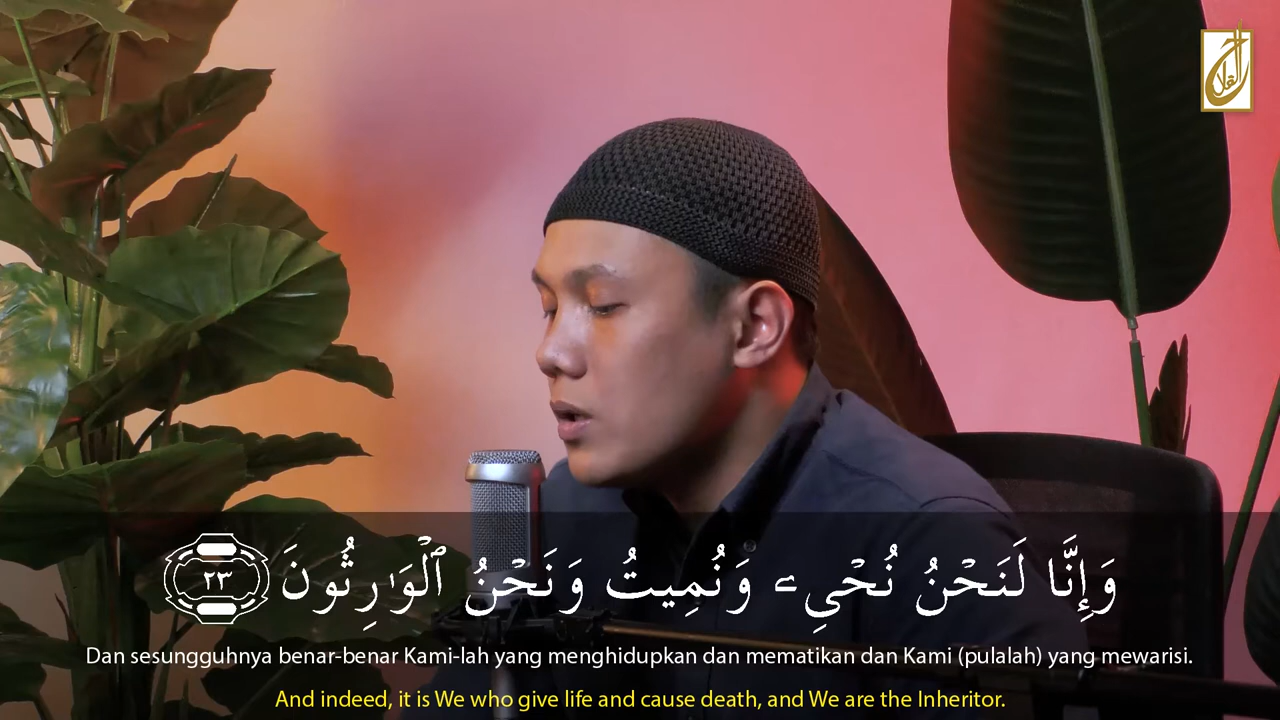 القلا
وَإِنَّا لَنَحْنُ نُحْىِۦ وَنُمِيتُ وَنَحْنُ ٱلْوَٰرِثُونَ ٢٣
Dan sesungguhnya benar-benar Kami-lah yang menghidupkan dan mematikan dan Kami (pulalah) yang mewarisi.
And indeed, it is We who give life and cause death, and We are the Inheritor.